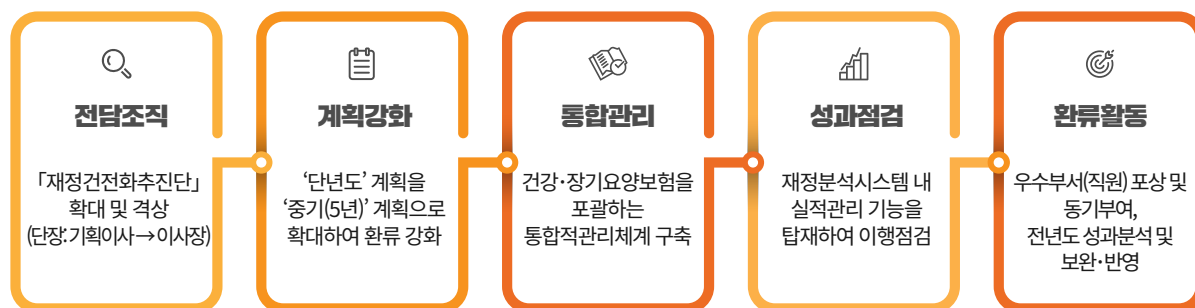 전담조직
「재정건전화추진단」
확대 및 격상
(단장: 기획이사→이사장)
계획강화
‘단년도’ 계획을
‘중기(5년)’ 계획으로
확대하여 환류 강화
통합관리
건강·장기요양보험을
포괄하는
통합적관리체계 구축
성과점검
재정분석시스템 내
실적관리 기능을
탑재하여 이행점검
환류활동
우수부서(직원) 포상 및
동기부여,
전년도 성과분석 및
보완·반영